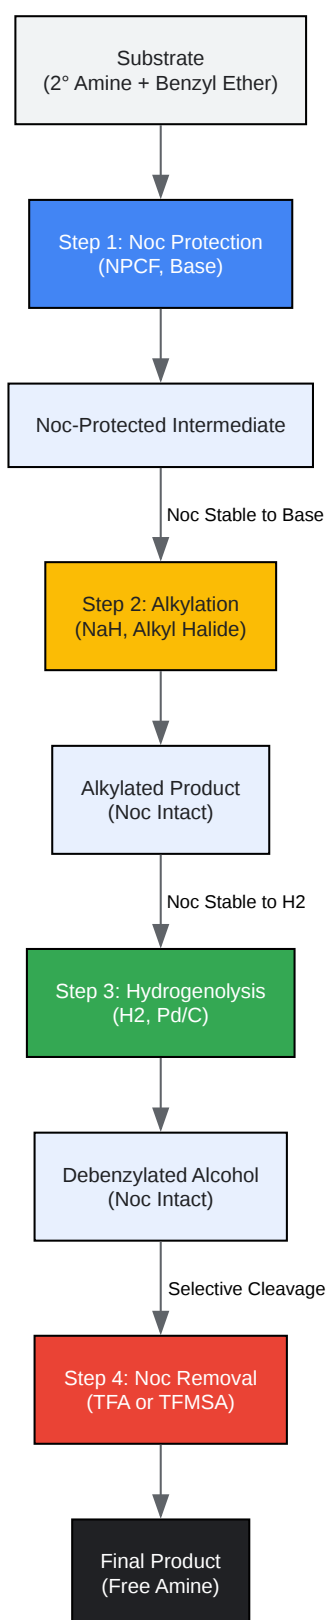 Substrate
(2° Amine + Benzyl Ether)
Step 1: Noc Protection
(NPCF, Base)
Noc-Protected Intermediate
Noc Stable to Base
Step 2: Alkylation
(NaH, Alkyl Halide)
Alkylated Product
(Noc Intact)
Noc Stable to H2
Step 3: Hydrogenolysis
(H2, Pd/C)
Debenzylated Alcohol
(Noc Intact)
Selective Cleavage
Step 4: Noc Removal
(TFA or TFMSA)
Final Product
(Free Amine)